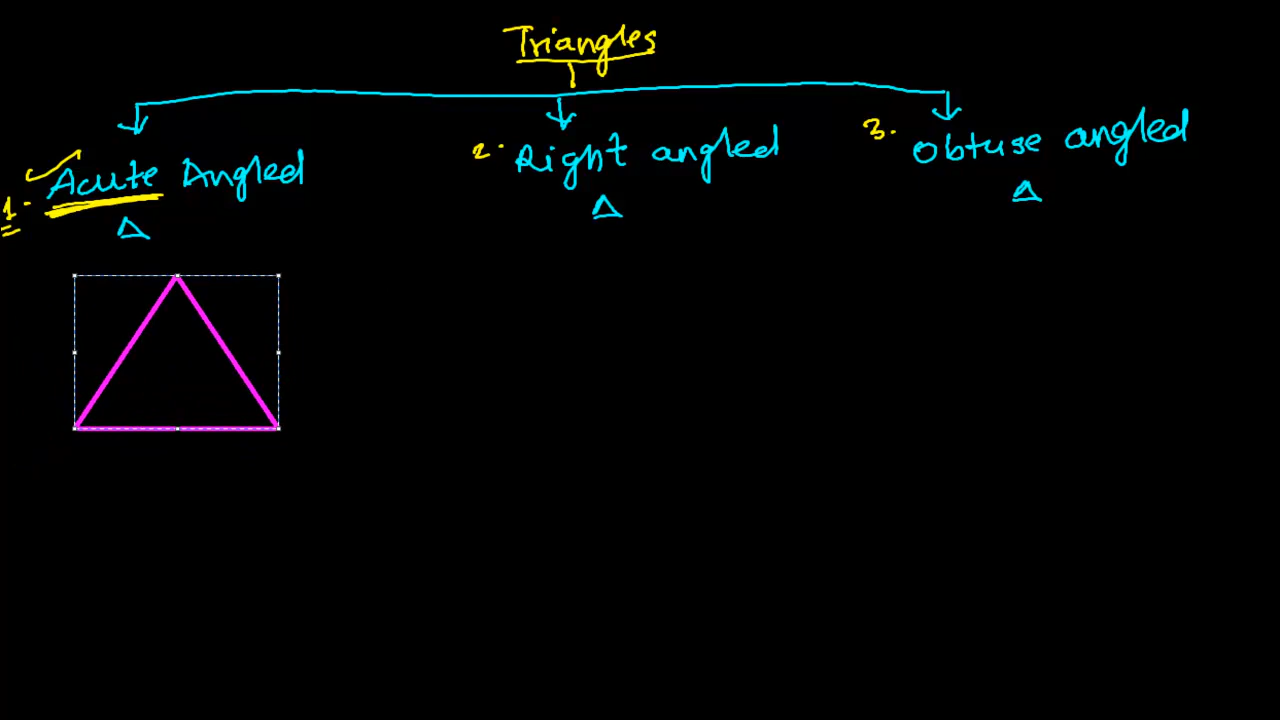 Triangles
1. Acute Angled Δ
2. Right angled Δ
3. Obtuse angled Δ